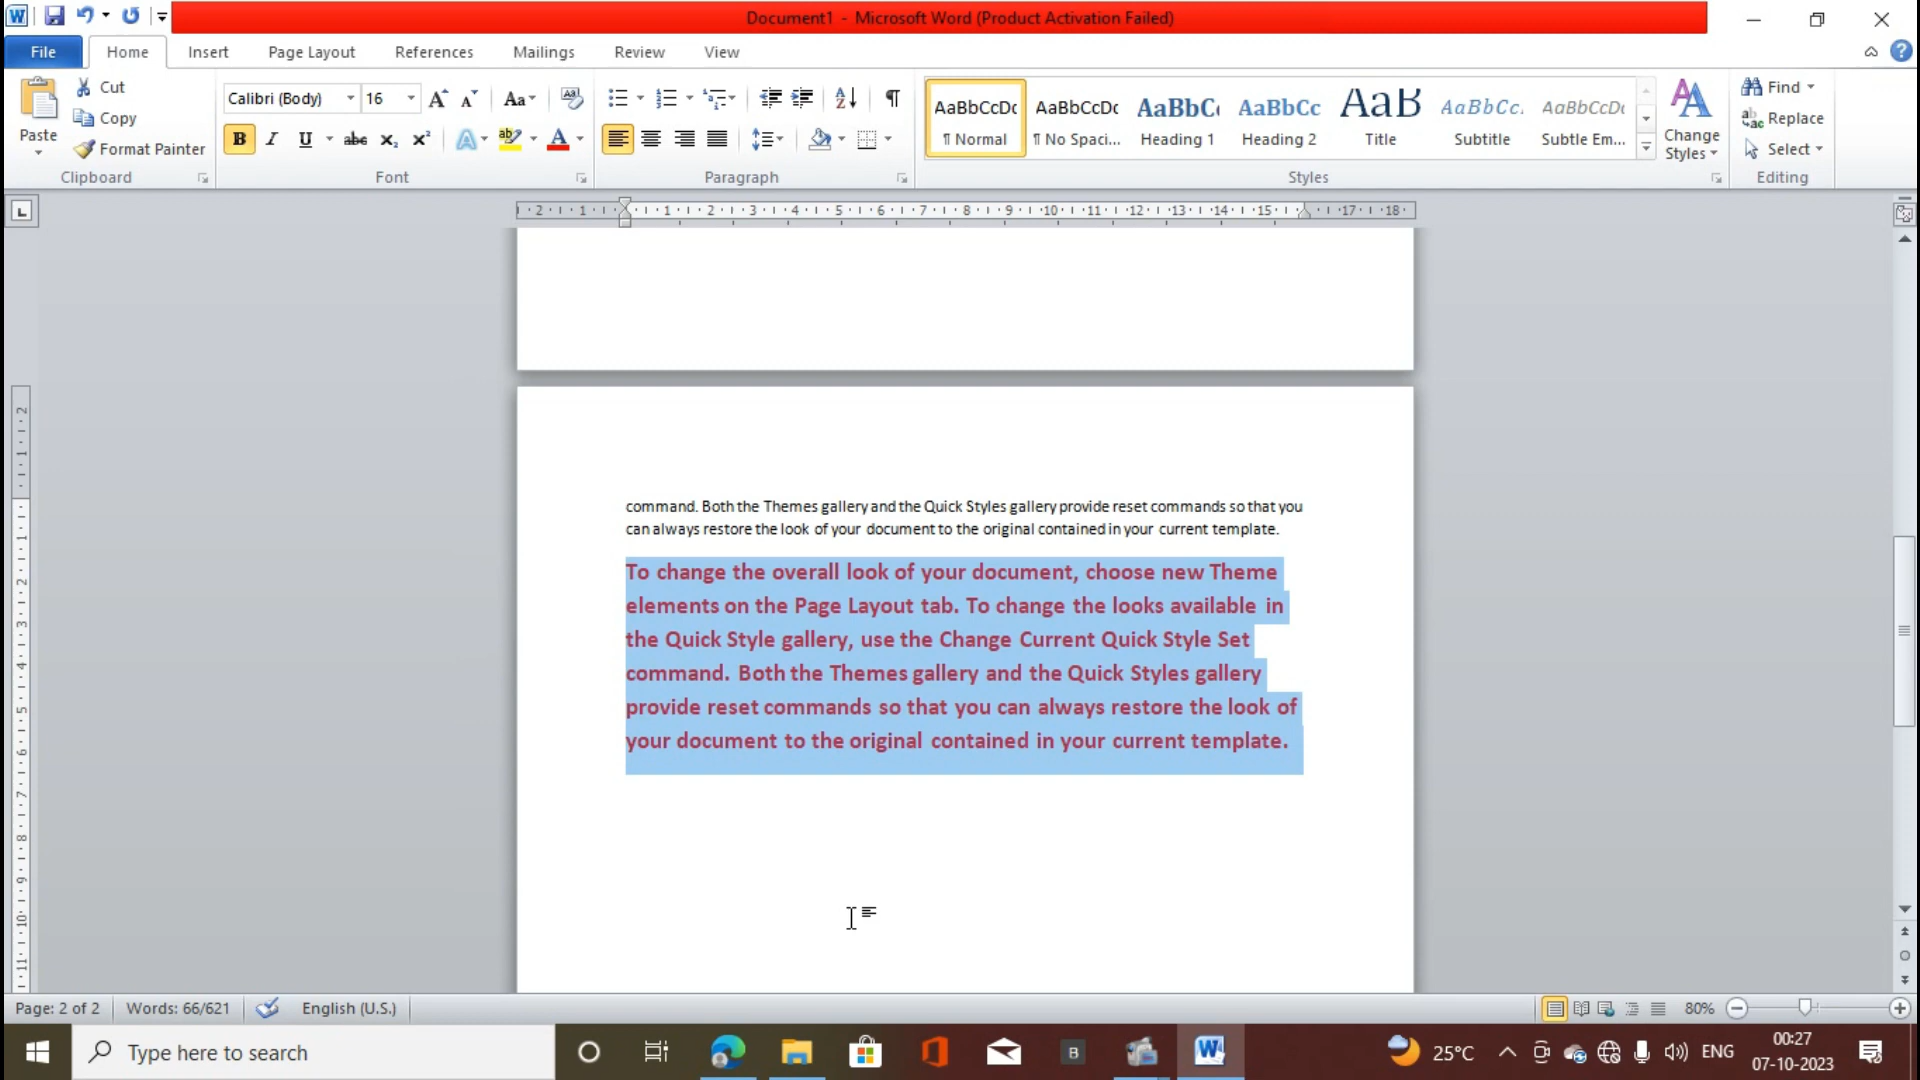 Document1 - Microsoft Word (Product Activation Failed)
File Home Insert Page Layout References Mailings Review View
Paste
Cut
Copy
Format Painter
Clipboard
Calibri (Body) 16
Font
Paragraph
AaBbCcDc AaBbCcDc AaBbC AaBbCc AaB AaBbCc. AaBbCcDc
¶ Normal ¶ No Spaci... Heading 1 Heading 2 Title Subtitle Subtle Em...
Styles
Change
Styles
Find
Replace
Select
Editing
command. Both the Themes gallery and the Quick Styles gallery provide reset commands so that you
can always restore the look of your document to the original contained in your current template.
To change the overall look of your document, choose new Theme
elements on the Page Layout tab. To change the looks available in
the Quick Style gallery, use the Change Current Quick Style Set
command. Both the Themes gallery and the Quick Styles gallery
provide reset commands so that you can always restore the look of
your document to the original contained in your current template.
Page: 2 of 2 Words: 66/621 English (U.S.) 80%
Type here to search
25°C ENG
00:27
07-10-2023